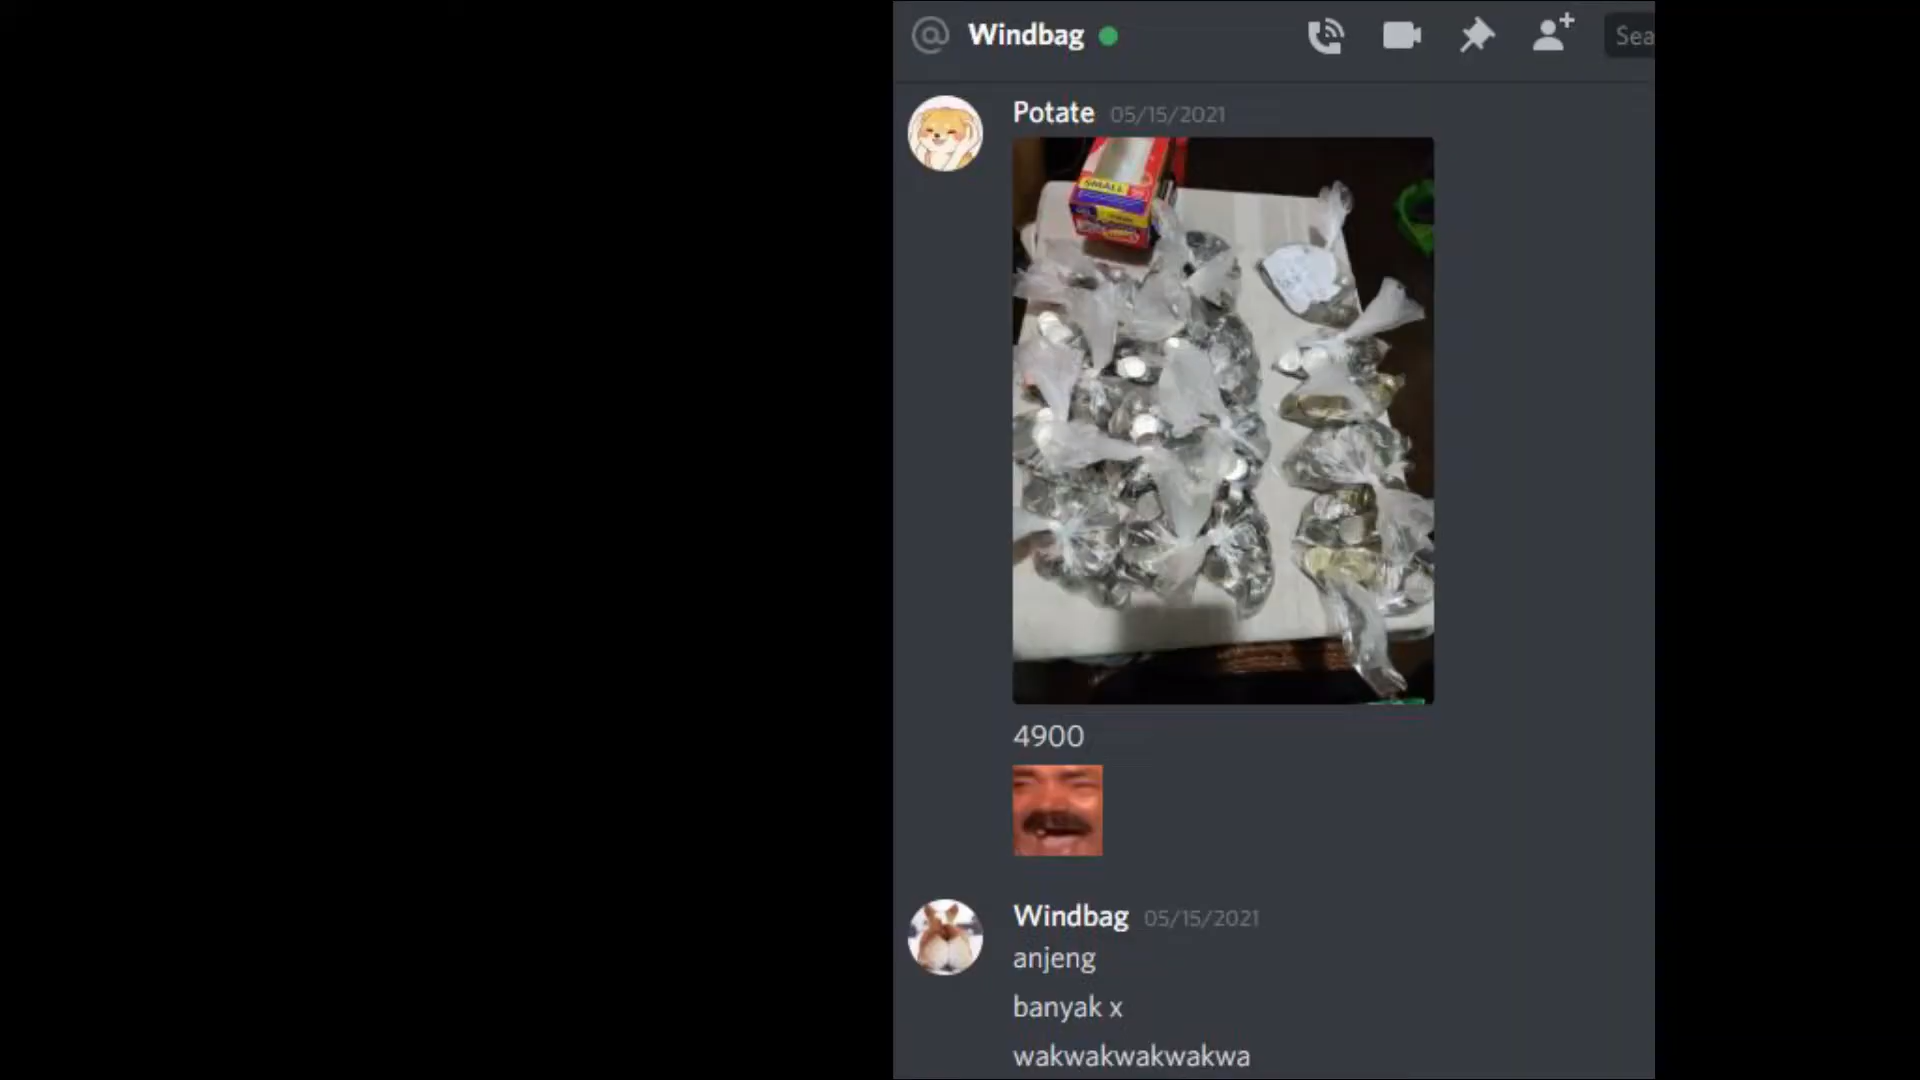 @ Windbag
Sea
Potate 05/15/2021
SMALL
4900
Windbag 05/15/2021
anjeng
banyak x
wakwakwakwakwa